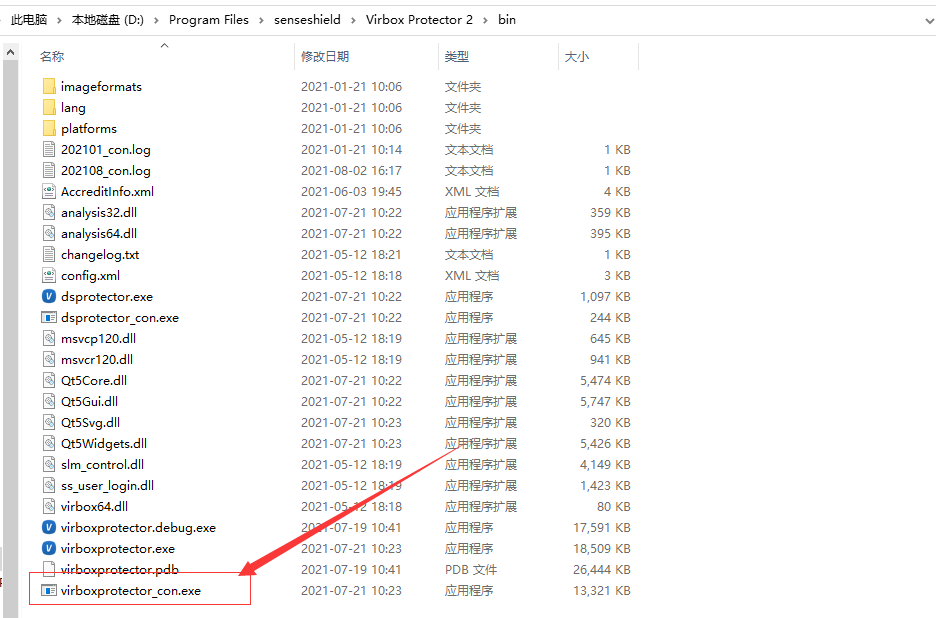 此电脑 › 本地磁盘 (D:) › Program Files › senseshield › Virbox Protector 2 › bin
名称 修改日期 类型 大小
imageformats 2021-01-21 10:06 文件夹
lang 2021-01-21 10:06 文件夹
platforms 2021-01-21 10:06 文件夹
202101_con.log 2021-01-21 10:14 文本文档 1 KB
202108_con.log 2021-08-02 16:17 文本文档 1 KB
AccreditInfo.xml 2021-06-03 19:45 XML 文档 4 KB
analysis32.dll 2021-07-21 10:22 应用程序扩展 359 KB
analysis64.dll 2021-07-21 10:22 应用程序扩展 395 KB
changelog.txt 2021-05-12 18:21 文本文档 1 KB
config.xml 2021-05-12 18:18 XML 文档 3 KB
dsprotector.exe 2021-07-21 10:22 应用程序 1,097 KB
dsprotector_con.exe 2021-07-21 10:22 应用程序 244 KB
msvcp120.dll 2021-05-12 18:19 应用程序扩展 645 KB
msvcr120.dll 2021-05-12 18:19 应用程序扩展 941 KB
Qt5Core.dll 2021-07-21 10:22 应用程序扩展 5,474 KB
Qt5Gui.dll 2021-07-21 10:22 应用程序扩展 5,747 KB
Qt5Svg.dll 2021-07-21 10:23 应用程序扩展 320 KB
Qt5Widgets.dll 2021-07-21 10:23 应用程序扩展 5,426 KB
slm_control.dll 2021-05-12 18:19 应用程序扩展 4,149 KB
ss_user_login.dll 2021-05-12 18:19 应用程序扩展 1,423 KB
virbox64.dll 2021-05-12 18:18 应用程序扩展 80 KB
virboxprotector.debug.exe 2021-07-19 10:41 应用程序 17,591 KB
virboxprotector.exe 2021-07-21 10:23 应用程序 18,509 KB
virboxprotector.pdb 2021-07-19 10:41 PDB 文件 26,444 KB
virboxprotector_con.exe 2021-07-21 10:23 应用程序 13,321 KB